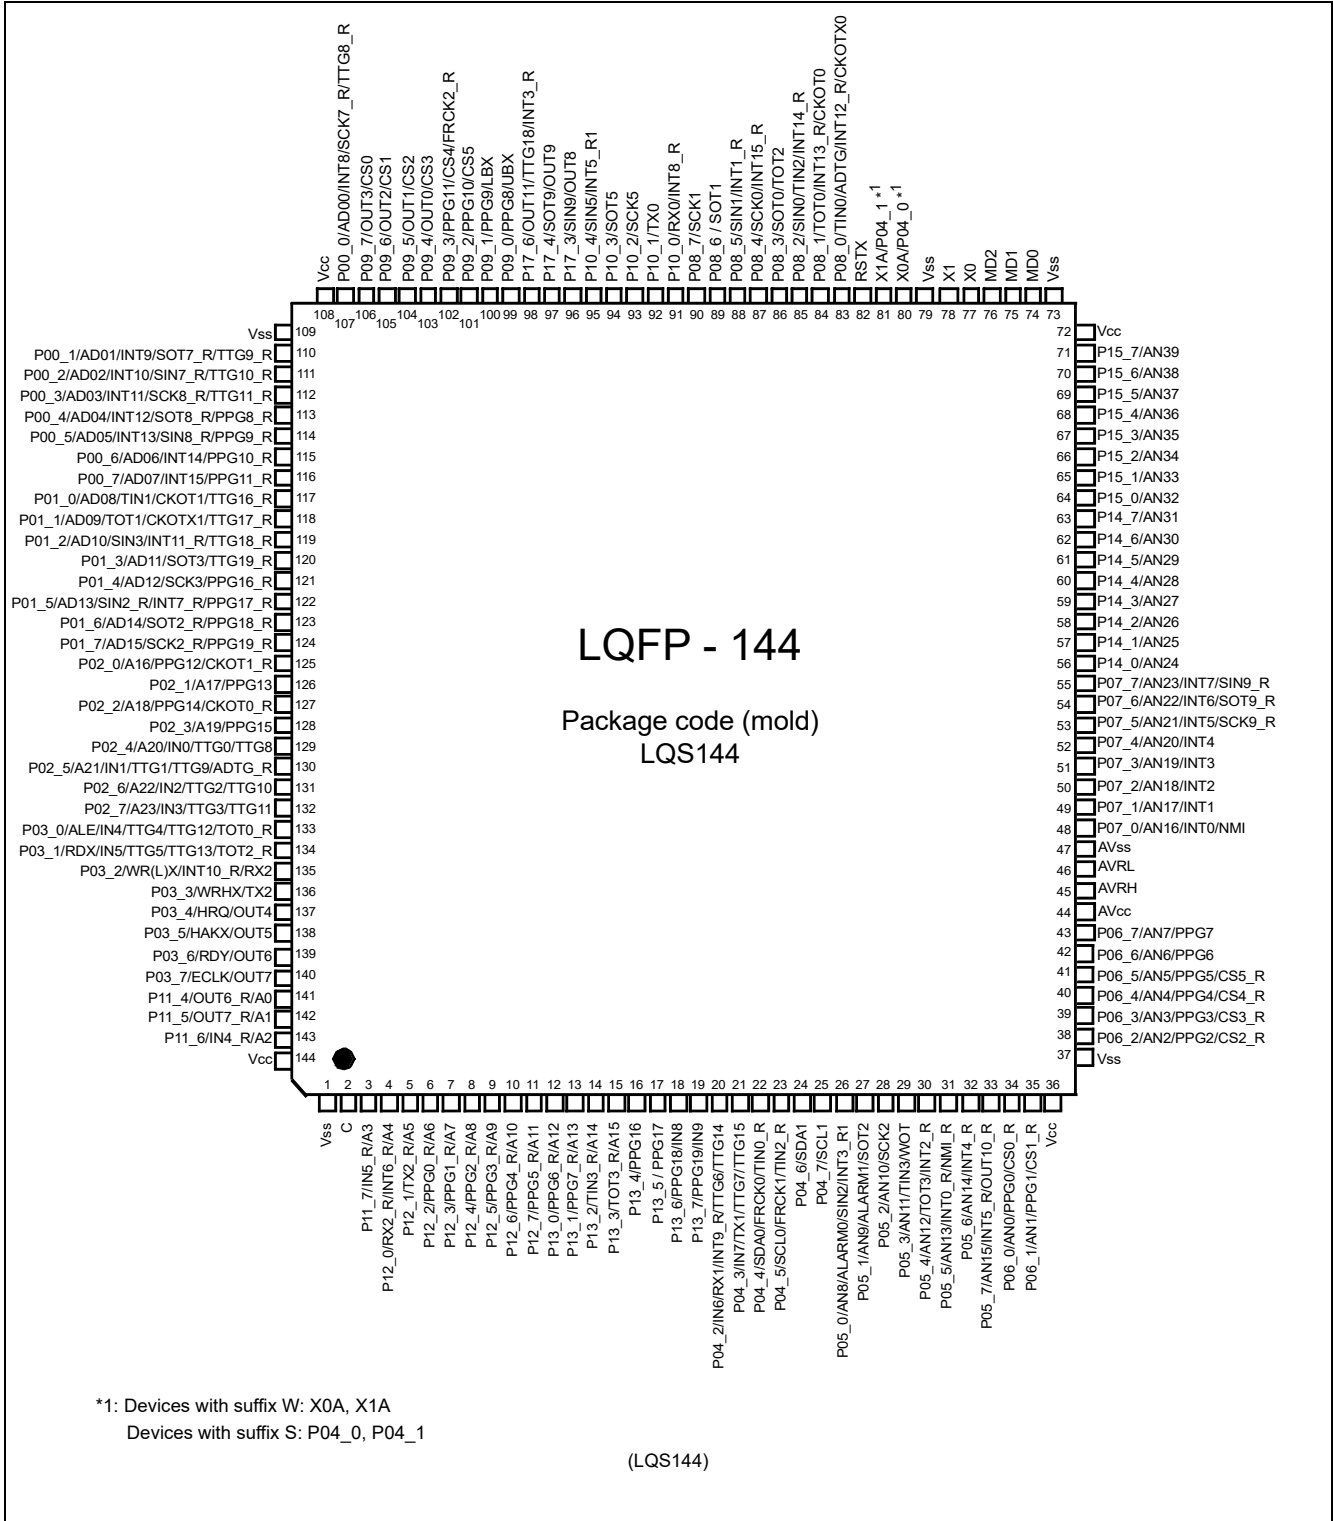 Vcc
P00_0/AD00/INT8/SCK7_R/TTG8_R
P09_7/OUT3/CS0
P09_6/OUT2/CS1
P09_5/OUT1/CS2
P09_4/OUT0/CS3
P09_3/PPG11/CS4/FRCK2_R
P09_2/PPG10/CS5
P09_1/PPG9/LBX
P09_0/PPG8/UBX
P17_6/OUT11/TTG18/INT3_R
P17_4/SOT9/OUT9
P17_3/SIN9/OUT8
P10_4/SIN5/INT5_R1
P10_3/SOT5
P10_2/SCK5
P10_1/TX0
P10_0/RX0/INT8_R
P08_7/SCK1
P08_6 / SOT1
P08_5/SIN1/INT1_R
P08_4/SCK0/INT15_R
P08_3/SOT0/TOT2
P08_2/SIN0/TIN2/INT14_R
P08_1/TOT0/INT13_R/CKOT0
P08_0/TIN0/ADTG/INT12_R/CKOTX0
RSTX
X1A/P04_1 *1
X0A/P04_0 *1
Vss
X1
X0
MD2
MD1
MD0
Vss
108 107 106 105 104 103 102 101 100 99 98 97 96 95 94 93 92 91 90 89 88 87 86 85 84 83 82 81 80 79 78 77 76 75 74 73
Vss 109
P00_1/AD01/INT9/SOT7_R/TTG9_R 110
P00_2/AD02/INT10/SIN7_R/TTG10_R 111
P00_3/AD03/INT11/SCK8_R/TTG11_R 112
P00_4/AD04/INT12/SOT8_R/PPG8_R 113
P00_5/AD05/INT13/SIN8_R/PPG9_R 114
P00_6/AD06/INT14/PPG10_R 115
P00_7/AD07/INT15/PPG11_R 116
P01_0/AD08/TIN1/CKOT1/TTG16_R 117
P01_1/AD09/TOT1/CKOTX1/TTG17_R 118
P01_2/AD10/SIN3/INT11_R/TTG18_R 119
P01_3/AD11/SOT3/TTG19_R 120
P01_4/AD12/SCK3/PPG16_R 121
P01_5/AD13/SIN2_R/INT7_R/PPG17_R 122
P01_6/AD14/SOT2_R/PPG18_R 123
P01_7/AD15/SCK2_R/PPG19_R 124
P02_0/A16/PPG12/CKOT1_R 125
P02_1/A17/PPG13 126
P02_2/A18/PPG14/CKOT0_R 127
P02_3/A19/PPG15 128
P02_4/A20/IN0/TTG0/TTG8 129
P02_5/A21/IN1/TTG1/TTG9/ADTG_R 130
P02_6/A22/IN2/TTG2/TTG10 131
P02_7/A23/IN3/TTG3/TTG11 132
P03_0/ALE/IN4/TTG4/TTG12/TOT0_R 133
P03_1/RDX/IN5/TTG5/TTG13/TOT2_R 134
P03_2/WR(L)X/INT10_R/RX2 135
P03_3/WRHX/TX2 136
P03_4/HRQ/OUT4 137
P03_5/HAKX/OUT5 138
P03_6/RDY/OUT6 139
P03_7/ECLK/OUT7 140
P11_4/OUT6_R/A0 141
P11_5/OUT7_R/A1 142
P11_6/IN4_R/A2 143
Vcc 144
LQFP - 144
Package code (mold)
LQS144
72 Vcc
71 P15_7/AN39
70 P15_6/AN38
69 P15_5/AN37
68 P15_4/AN36
67 P15_3/AN35
66 P15_2/AN34
65 P15_1/AN33
64 P15_0/AN32
63 P14_7/AN31
62 P14_6/AN30
61 P14_5/AN29
60 P14_4/AN28
59 P14_3/AN27
58 P14_2/AN26
57 P14_1/AN25
56 P14_0/AN24
55 P07_7/AN23/INT7/SIN9_R
54 P07_6/AN22/INT6/SOT9_R
53 P07_5/AN21/INT5/SCK9_R
52 P07_4/AN20/INT4
51 P07_3/AN19/INT3
50 P07_2/AN18/INT2
49 P07_1/AN17/INT1
48 P07_0/AN16/INT0/NMI
47 AVss
46 AVRL
45 AVRH
44 AVcc
43 P06_7/AN7/PPG7
42 P06_6/AN6/PPG6
41 P06_5/AN5/PPG5/CS5_R
40 P06_4/AN4/PPG4/CS4_R
39 P06_3/AN3/PPG3/CS3_R
38 P06_2/AN2/PPG2/CS2_R
37 Vss
1 2 3 4 5 6 7 8 9 10 11 12 13 14 15 16 17 18 19 20 21 22 23 24 25 26 27 28 29 30 31 32 33 34 35 36
Vss
C
P11_7/IN5_R/A3
P12_0/RX2_R/INT6_R/A4
P12_1/TX2_R/A5
P12_2/PPG0_R/A6
P12_3/PPG1_R/A7
P12_4/PPG2_R/A8
P12_5/PPG3_R/A9
P12_6/PPG4_R/A10
P12_7/PPG5_R/A11
P13_0/PPG6_R/A12
P13_1/PPG7_R/A13
P13_2/TIN3_R/A14
P13_3/TOT3_R/A15
P13_4/PPG16
P13_5 / PPG17
P13_6/PPG18/IN8
P13_7/PPG19/IN9
P04_2/IN6/RX1/INT9_R/TTG6/TTG14
P04_3/IN7/TX1/TTG7/TTG15
P04_4/SDA0/FRCK0/TIN0_R
P04_5/SCL0/FRCK1/TIN2_R
P04_6/SDA1
P04_7/SCL1
P05_0/AN8/ALARM0/SIN2/INT3_R1
P05_1/AN9/ALARM1/SOT2
P05_2/AN10/SCK2
P05_3/AN11/TIN3/WOT
P05_4/AN12/TOT3/INT2_R
P05_5/AN13/INT0_R/NMI_R
P05_6/AN14/INT4_R
P05_7/AN15/INT5_R/OUT10_R
P06_0/AN0/PPG0/CS0_R
P06_1/AN1/PPG1/CS1_R
Vcc
*1: Devices with suffix W: X0A, X1A
Devices with suffix S: P04_0, P04_1
(LQS144)